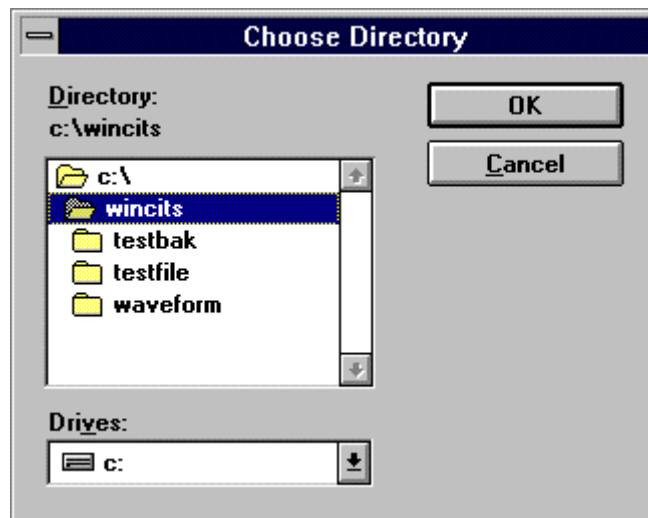 Choose Directory
Directory:
c:\wincits
OK
Cancel
c:\
wincits
testbak
testfile
waveform
Drives:
c: